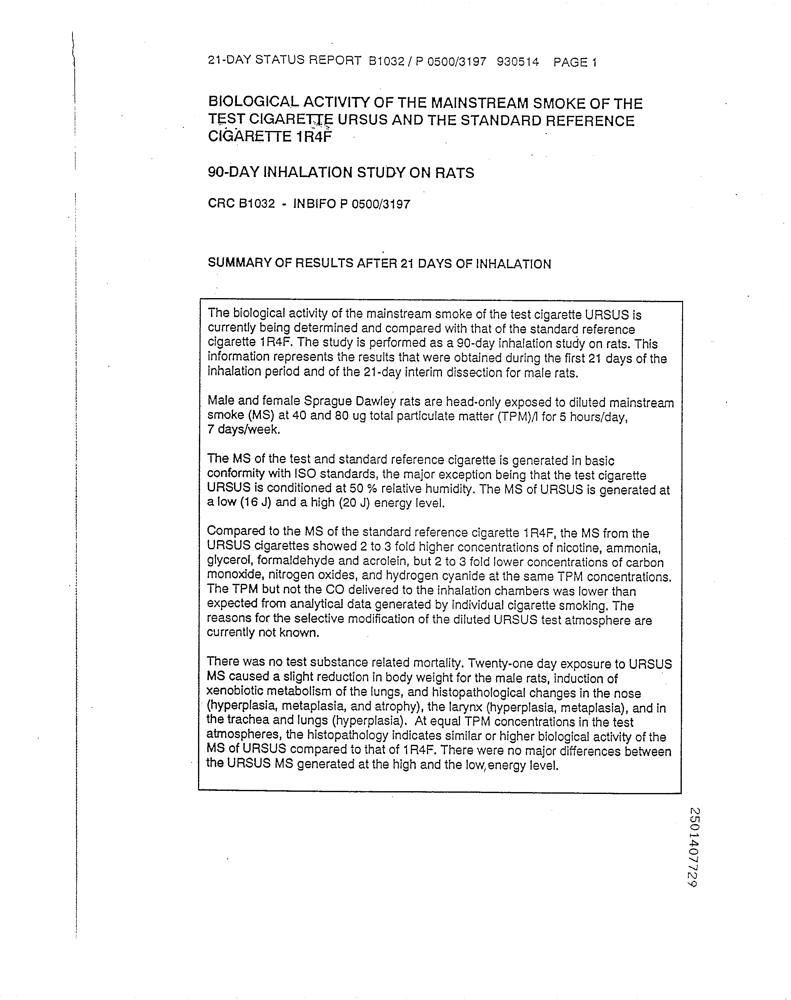 21-DAY STATUS REPORT B1032 / P 0500/3197 930514 PAGE 1
BIOLOGICAL ACTIVITY OF THE MAINSTREAM SMOKE OF THE
TEST CIGARETTE URSUS AND THE STANDARD REFERENCE
CIGARETTE 1R4F
90-DAY INHALATION STUDY ON RATS
CRC B1032 - INBIFO P 0500/3197
SUMMARY OF RESULTS AFTER 21 DAYS OF INHALATION
The biological activity of the mainstream smoke of the test cigarette URSUS is
currently being determined and compared with that of the standard reference
cigarette 1R4F. The study is performed as a 90-day inhalation study on rats. This
information represents the results that were obtained during the first 21 days of the
inhalation period and of the 21-day interim dissection for male rats.
Male and female Sprague Dawley rats are head-only exposed to diluted mainstream
smoke (MS) at 40 and 80 ug total particulate matter (TPM)/l for 5 hours/day,
7 days/week.
The MS of the test and standard reference cigarette is generated in basic
conformity with ISO standards, the major exception being that the test cigarette
URSUS is conditioned at 50 % relative humidity. The MS of URSUS is generated at
a low (16 J) and a high (20 J) energy level.
Compared to the MS of the standard reference cigarette 1R4F, the MS from the
URSUS cigarettes showed 2 to 3 fold higher concentrations of nicotine, ammonia,
glycerol, formaldehyde and acrolein, but 2 to 3 fold lower concentrations of carbon
monoxide, nitrogen oxides, and hydrogen cyanide at the same TPM concentrations.
The TPM but not the CO delivered to the inhalation chambers was lower than
expected from analytical data generated by individual cigarette smoking. The
reasons for the selective modification of the diluted URSUS test atmosphere are
currently not known.
There was no test substance related mortality. Twenty-one day exposure to URSUS
MS caused a slight reduction in body weight for the male rats, induction of
xenobiotic metabolism of the lungs, and histopathological changes in the nose
(hyperplasia, metaplasia, and atrophy), the larynx (hyperplasia, metaplasia), and in
the trachea and lungs (hyperplasia). At equal TPM concentrations in the test
atmospheres, the histopathology indicates similar or higher biological activity of the
MS of URSUS compared to that of 1R4F. There were no major differences between
the URSUS MS generated at the high and the low, energy level.
2501407729